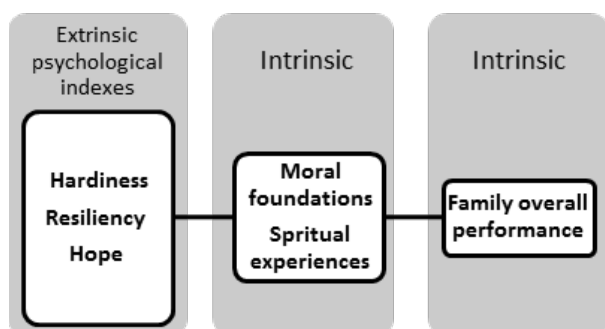 Extrinsic
psychological
indexes
Hardiness
Resiliency
Hope
Intrinsic
Moral
foundations
Spritual
experiences
Intrinsic
Family overall
performance